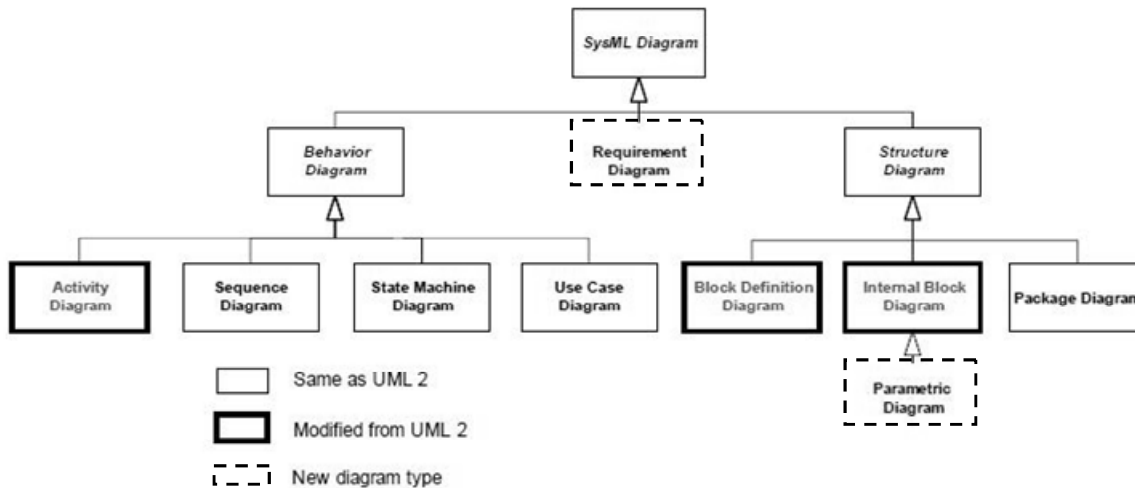 SysML Diagram
Behavior
Diagram
Requirement
Diagram
Structure
Diagram
Activity
Diagram
Sequence
Diagram
State Machine
Diagram
Use Case
Diagram
Block Definition
Diagram
Internal Block
Diagram
Package Diagram
Parametric
Diagram
Same as UML 2
Modified from UML 2
New diagram type